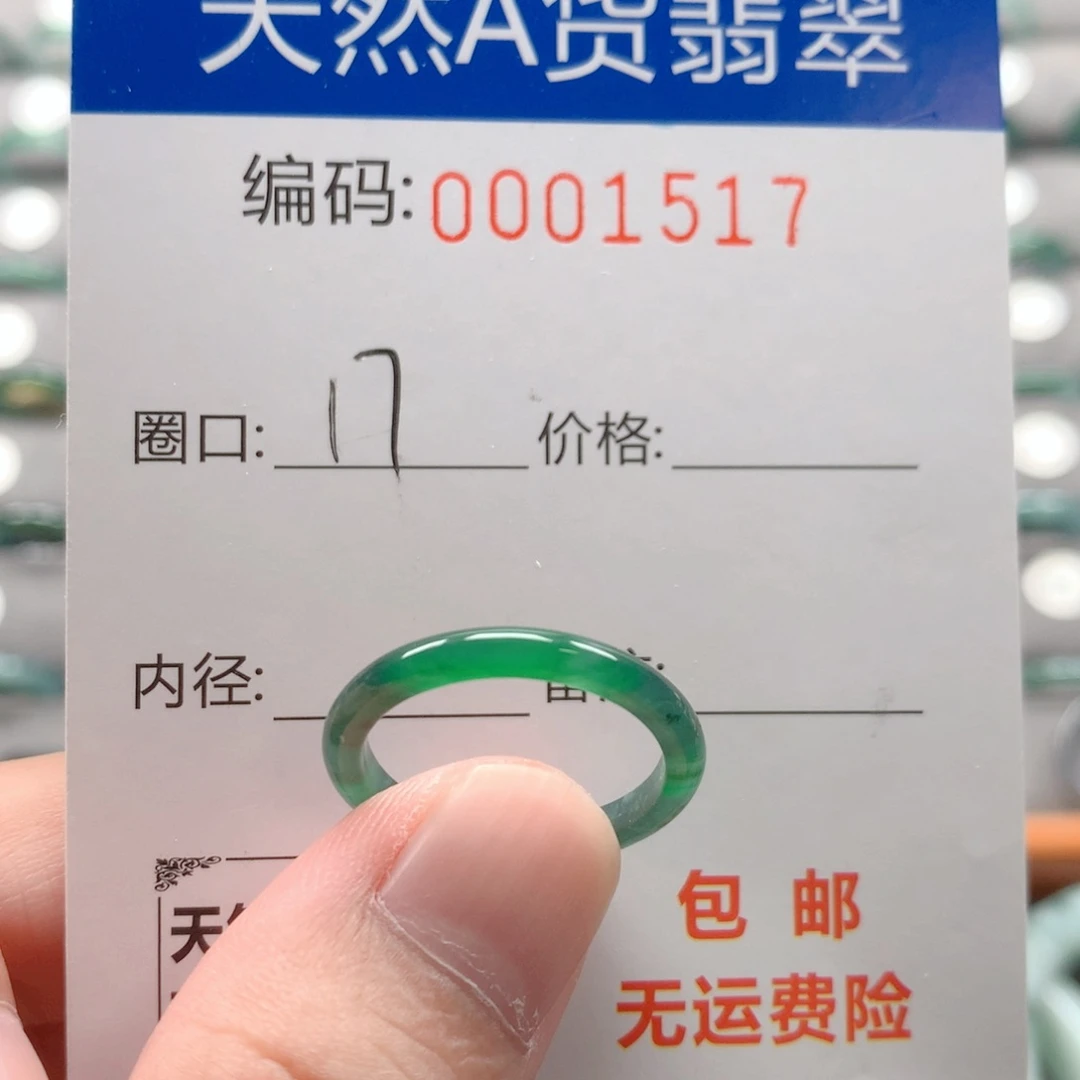 天然A货翡翠
编码:0001517
圈口: 17 价格:
内径:
包邮
无运费险